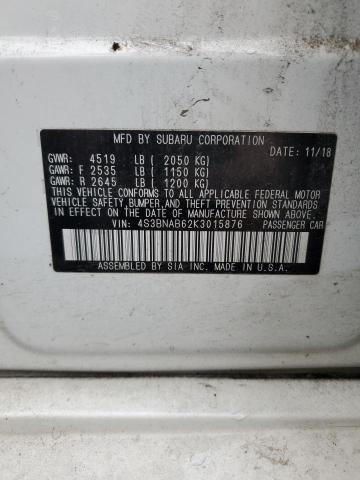 MFD BY SUBARU CORPORATION DATE: 11/18
GVWR: 4519 LB ( 2050 KG)
GAWR: F 2535 LB ( 1150 KG)
GAWR: R 2645 LB ( 1200 KG)
THIS VEHICLE CONFORMS TO ALL APPLICABLE FEDERAL MOTOR
VEHICLE SAFETY,BUMPER,AND THEFT PREVENTION STANDARDS
IN EFFECT ON THE DATE OF MANUFACTURE SHOWN ABOVE.
VIN: 4S3BNAB62K3015876 PASSENGER CAR
ASSEMBLED BY SIA INC. MADE IN U.S.A.